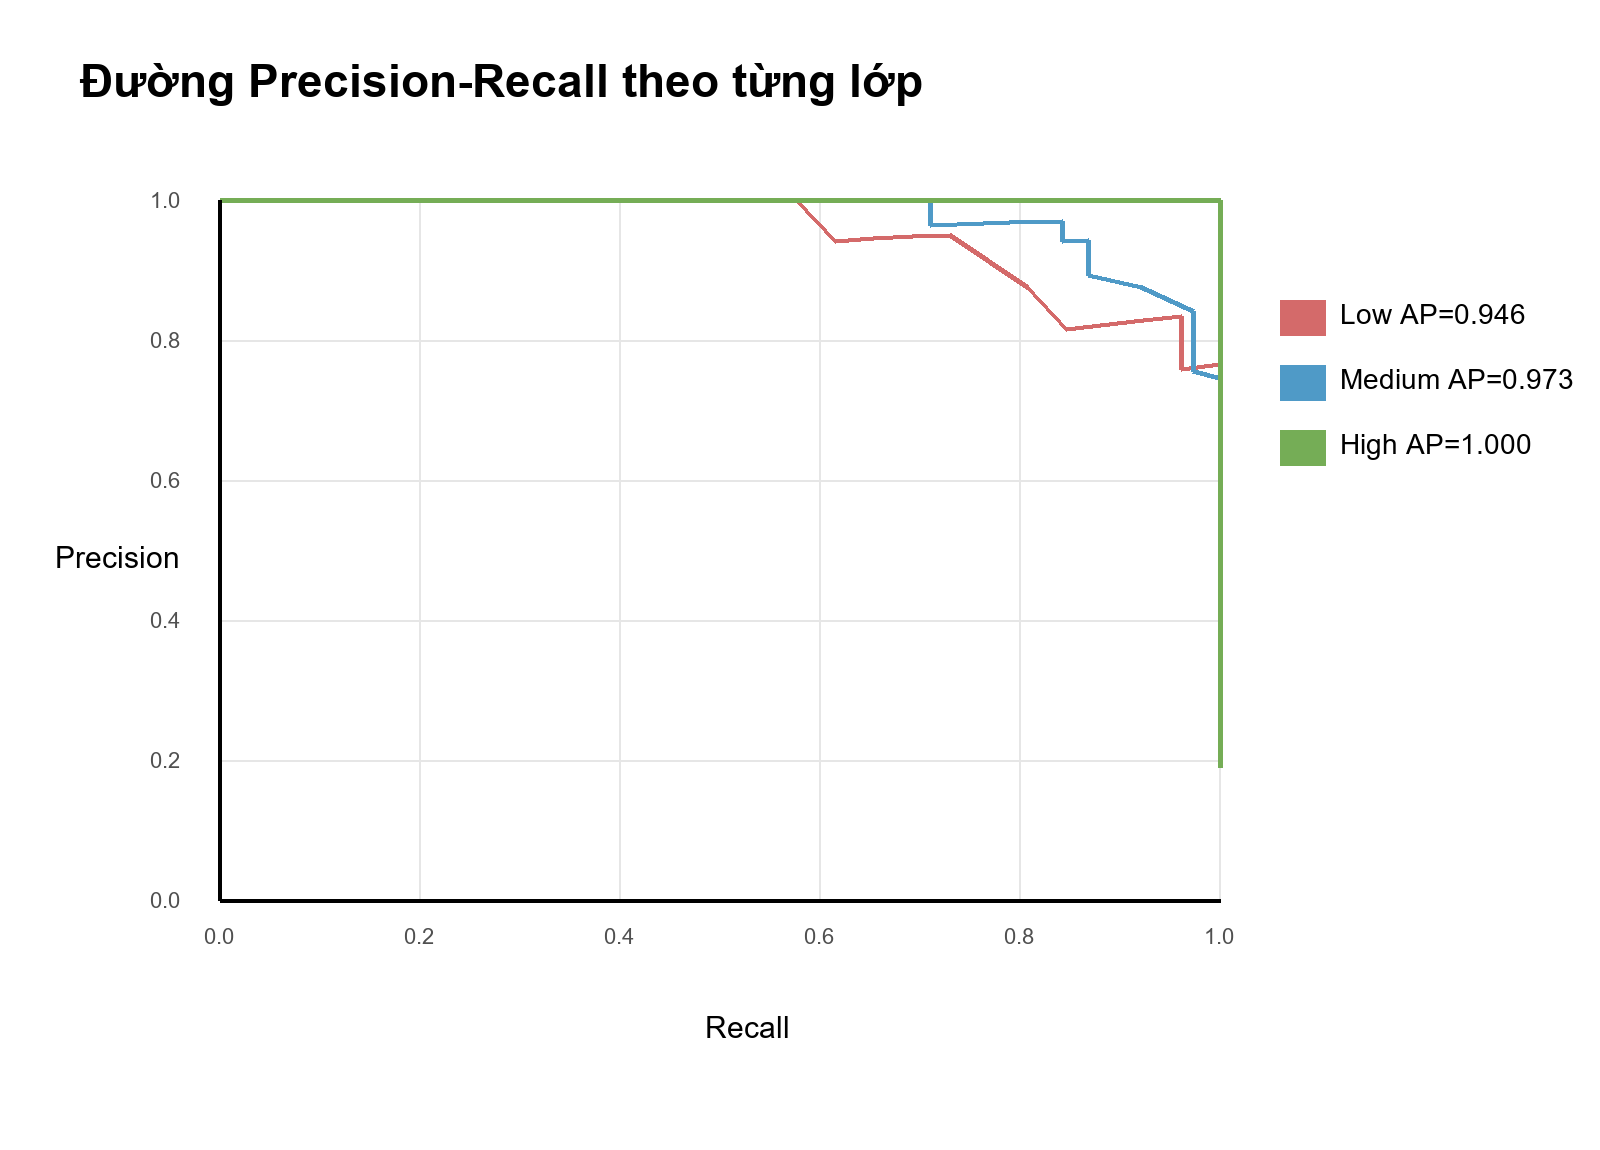 Đường Precision-Recall theo từng lớp
1.0
0.8
0.6
0.4
0.2
0.0
Precision
0.0 0.2 0.4 0.6 0.8 1.0
Recall
Low AP=0.946
Medium AP=0.973
High AP=1.000